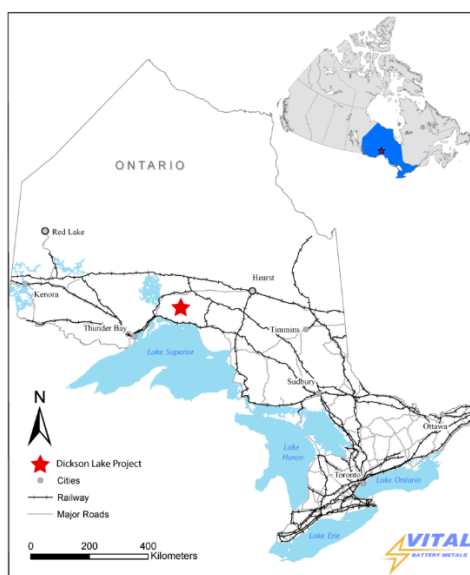 ONTARIO
Red Lake
Kenora
Hearst
Thunder Bay
Timmins
Lake Superior
Sudbury
Ottawa
Lake
Huron
Toronto
Lake Ontario
Lake Erie
N
Dickson Lake Project
Cities
Railway
Major Roads
0 200 400
Kilometers
VITAL
BATTERY METALS